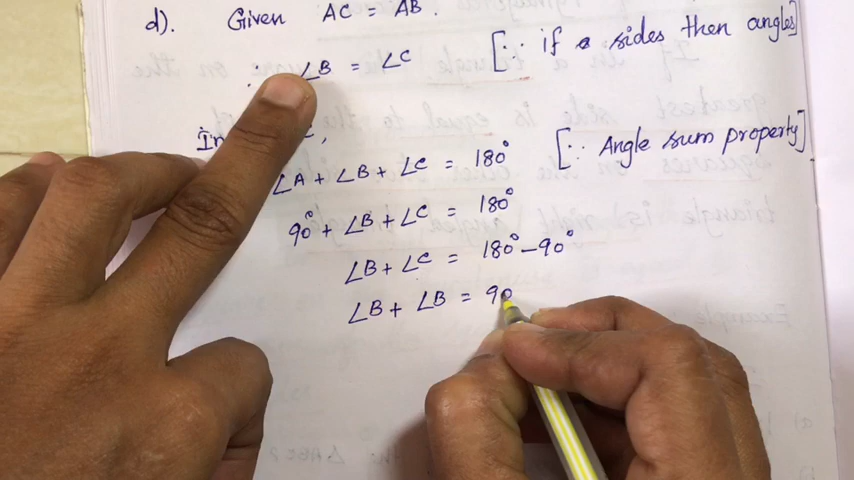 d). Given AC = AB.
∴ ∠B = ∠C [∵ if sides then angles]
In
∠A + ∠B + ∠C = 180° [∵ Angle sum property]
90° + ∠B + ∠C = 180°
∠B + ∠C = 180° – 90°
∠B + ∠B = 90